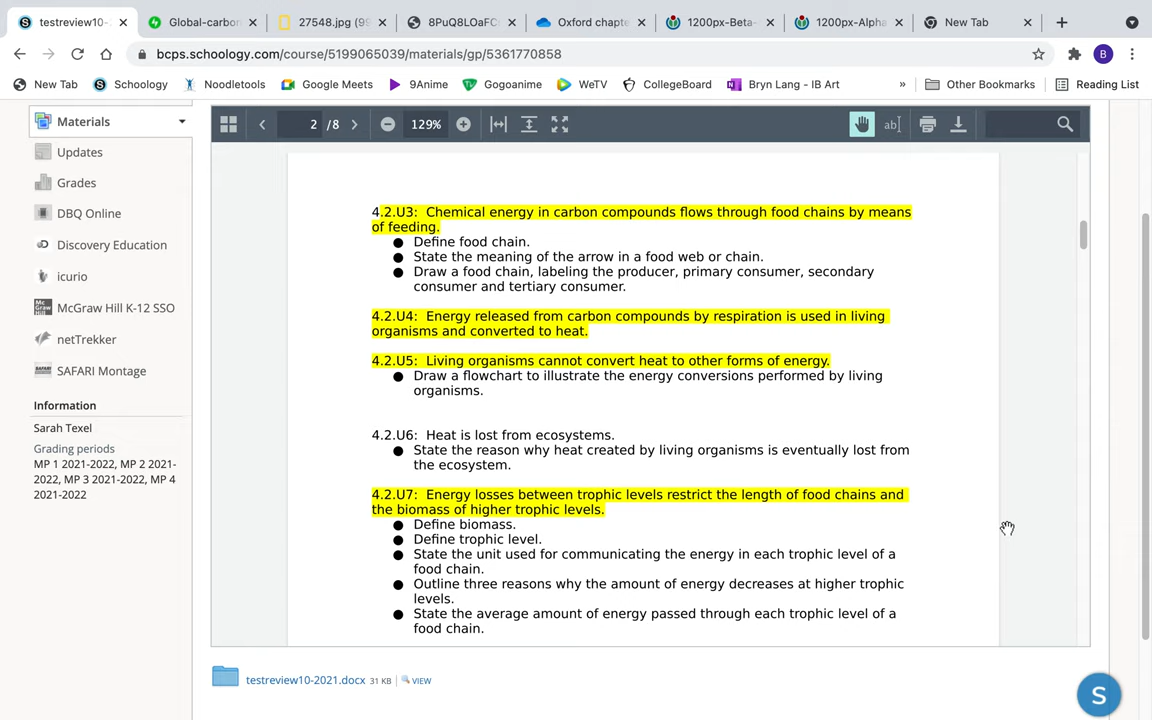 testreview10-
Global-carbon
27548.jpg (99
8PuQ8LOaFC
Oxford chapte
1200px-Beta-
1200px-Alpha
New Tab
bcps.schoology.com/course/5199065039/materials/gp/5361770858
B
New Tab
Schoology
Noodletools
Google Meets
9Anime
Gogoanime
WeTV
CollegeBoard
Bryn Lang - IB Art
»
Other Bookmarks
Reading List
Materials
Updates
Grades
DBQ Online
Discovery Education
icurio
McGraw Hill K-12 SSO
netTrekker
SAFARI Montage
Information
Sarah Texel
Grading periods
MP 1 2021-2022, MP 2 2021-
2022, MP 3 2021-2022, MP 4
2021-2022
2 /8
129%
4.2.U3: Chemical energy in carbon compounds flows through food chains by means
of feeding.
● Define food chain.
● State the meaning of the arrow in a food web or chain.
● Draw a food chain, labeling the producer, primary consumer, secondary
consumer and tertiary consumer.
4.2.U4: Energy released from carbon compounds by respiration is used in living
organisms and converted to heat.
4.2.U5: Living organisms cannot convert heat to other forms of energy.
● Draw a flowchart to illustrate the energy conversions performed by living
organisms.
4.2.U6: Heat is lost from ecosystems.
● State the reason why heat created by living organisms is eventually lost from
the ecosystem.
4.2.U7: Energy losses between trophic levels restrict the length of food chains and
the biomass of higher trophic levels.
● Define biomass.
● Define trophic level.
● State the unit used for communicating the energy in each trophic level of a
food chain.
● Outline three reasons why the amount of energy decreases at higher trophic
levels.
● State the average amount of energy passed through each trophic level of a
food chain.
testreview10-2021.docx 31 KB VIEW
S